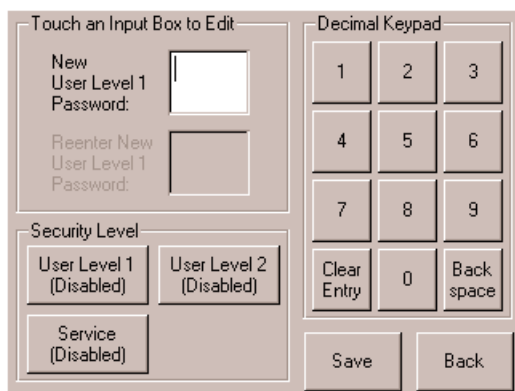 Touch an Input Box to Edit
New
User Level 1
Password:
Reenter New
User Level 1
Password:
Security Level
User Level 1
(Disabled)
User Level 2
(Disabled)
Service
(Disabled)
Decimal Keypad
1 2 3
4 5 6
7 8 9
Clear
Entry
0
Back
space
Save
Back